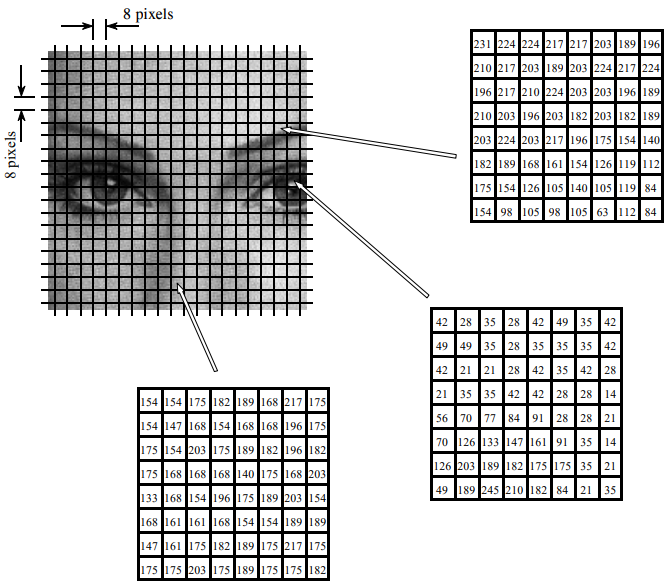 8 pixels
8 pixels
231 224 224 217 217 203 189 196
210 217 203 189 203 224 217 224
196 217 210 224 203 203 196 189
210 203 196 203 182 203 182 189
203 224 203 217 196 175 154 140
182 189 168 161 154 126 119 112
175 154 126 105 140 105 119 84
154 98 105 98 105 63 112 84
42 28 35 28 42 49 35 42
49 49 35 28 35 35 35 42
42 21 21 28 42 35 42 28
21 35 35 42 42 28 28 14
56 70 77 84 91 28 28 21
70 126 133 147 161 91 35 14
126 203 189 182 175 175 35 21
49 189 245 210 182 84 21 35
154 154 175 182 189 168 217 175
154 147 168 154 168 168 196 175
175 154 203 175 189 182 196 182
175 168 168 168 140 175 168 203
133 168 154 196 175 189 203 154
168 161 161 168 154 154 189 189
147 161 175 182 189 175 217 175
175 175 203 175 189 175 175 182